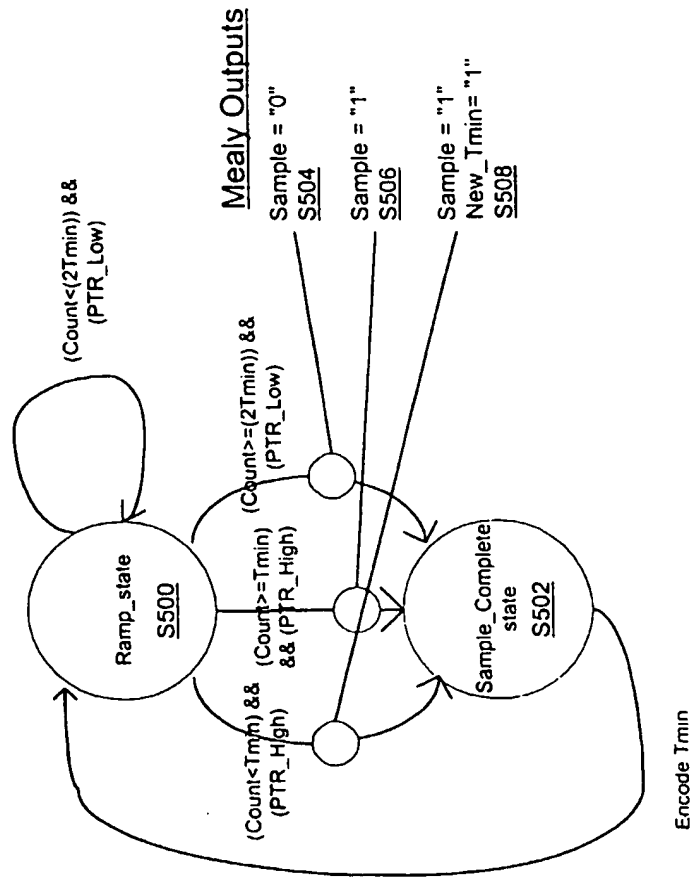 (Count<(2Tmin)) &&
(PTR_Low)
Ramp_state
S500
(Count<Tmin) &&
(PTR_High)
(Count>=Tmin)
&& (PTR_High)
(Count>=(2Tmin)) &&
(PTR_Low)
Mealy Outputs
Sample = "0"
S504
Sample = "1"
S506
Sample = "1"
New_Tmin= "1"
S508
Sample_Complete
state
S502
Encode Tmin